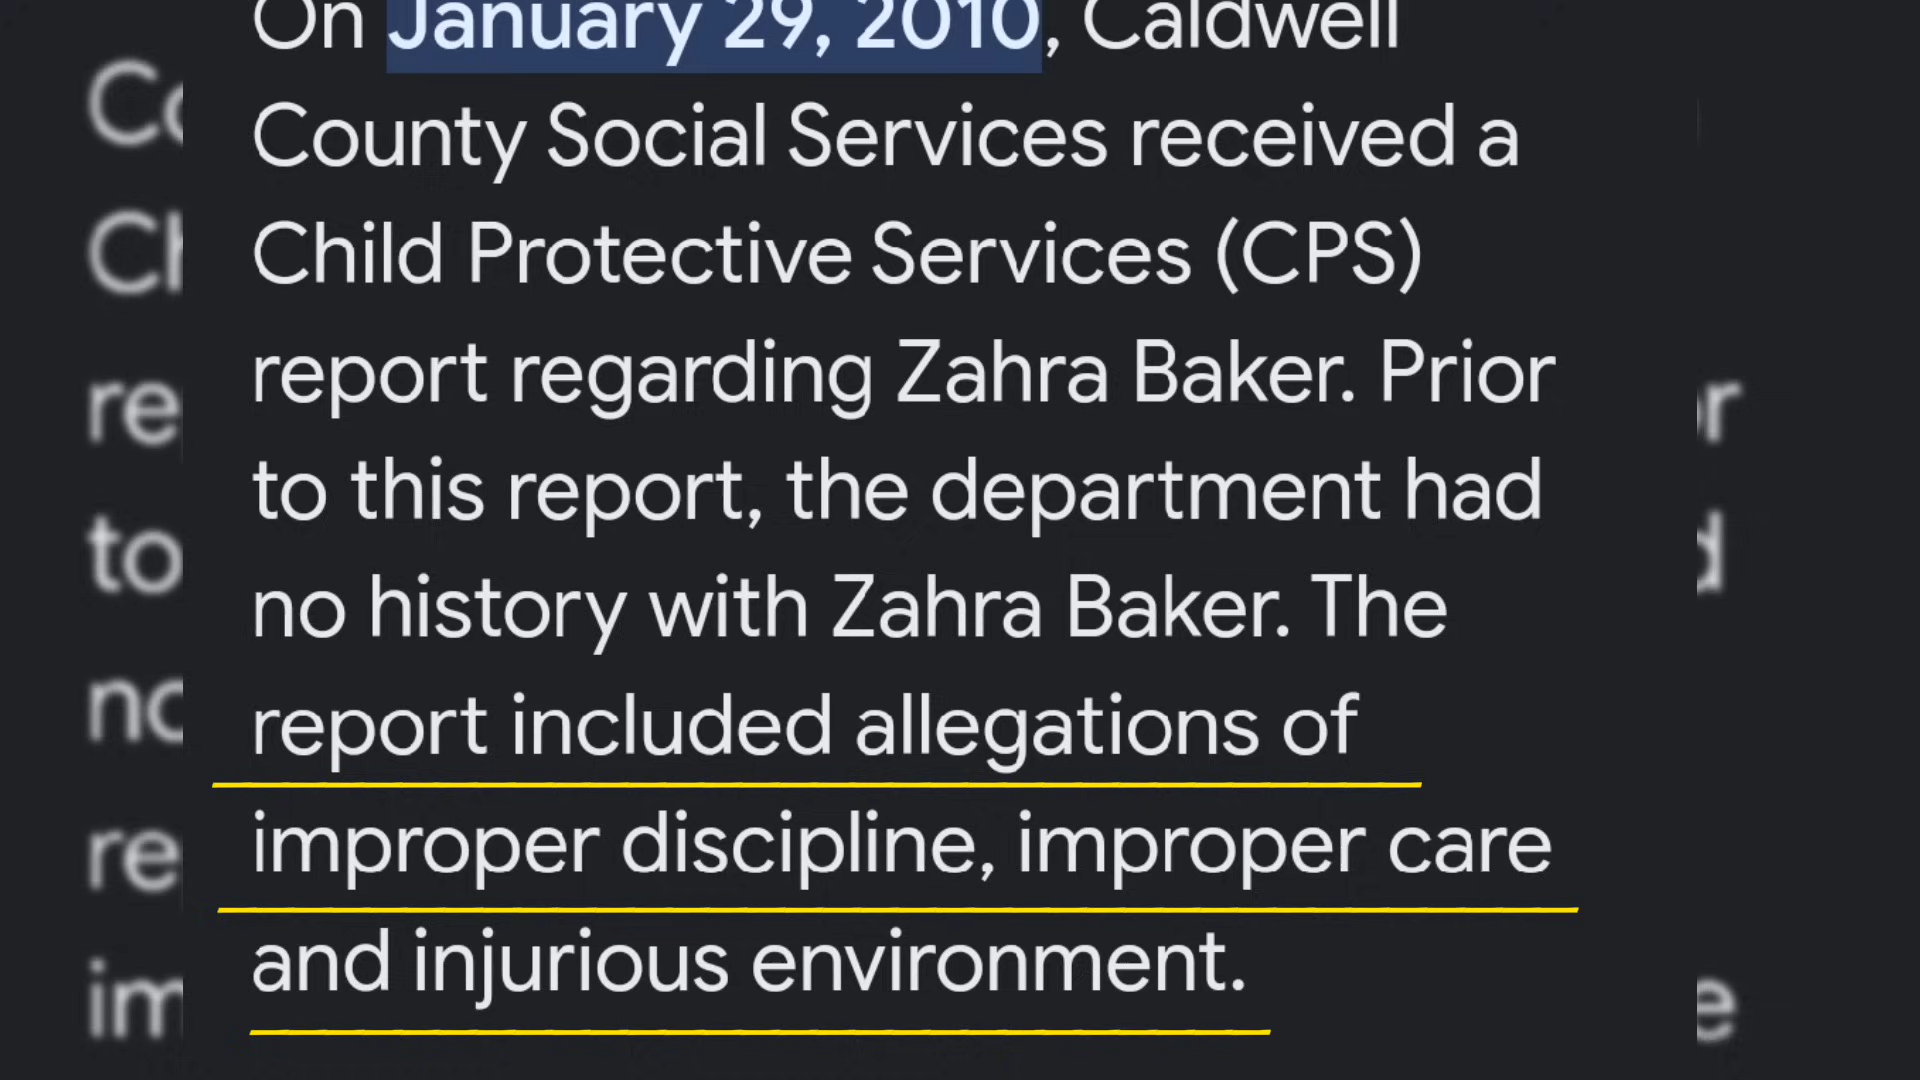 On January 29, 2010, Caldwell
County Social Services received a
Child Protective Services (CPS)
report regarding Zahra Baker. Prior
to this report, the department had
no history with Zahra Baker. The
report included allegations of
improper discipline, improper care
and injurious environment.